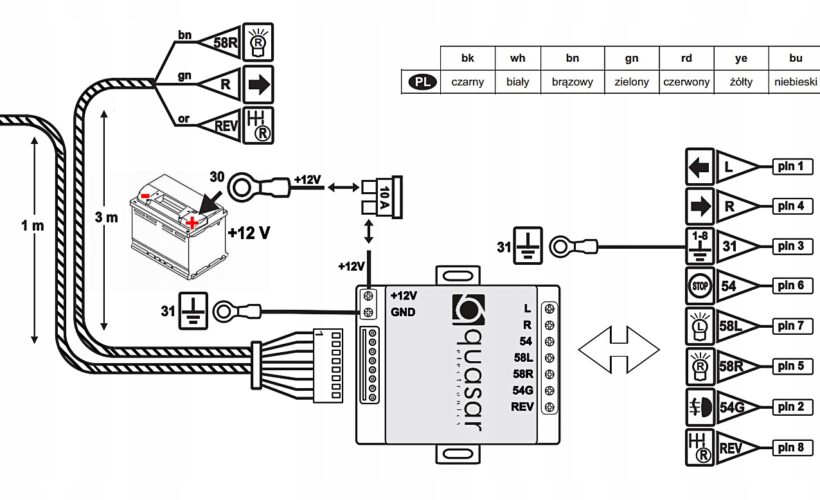 bn 58R R
gn R
or REV R
bk wh bn gn rd ye bu
PL czarny biały brązowy zielony czerwony żółty niebieski
1 m
3 m
30 +12V 10 A
- +
+12 V
+12V
31
+12V
GND
1
quasar
electronics
L
R
54
58L
58R
54G
REV
31
L pin 1
R pin 4
1-8 31 pin 3
STOP 54 pin 6
L 58L pin 7
R 58R pin 5
54G pin 2
R REV pin 8